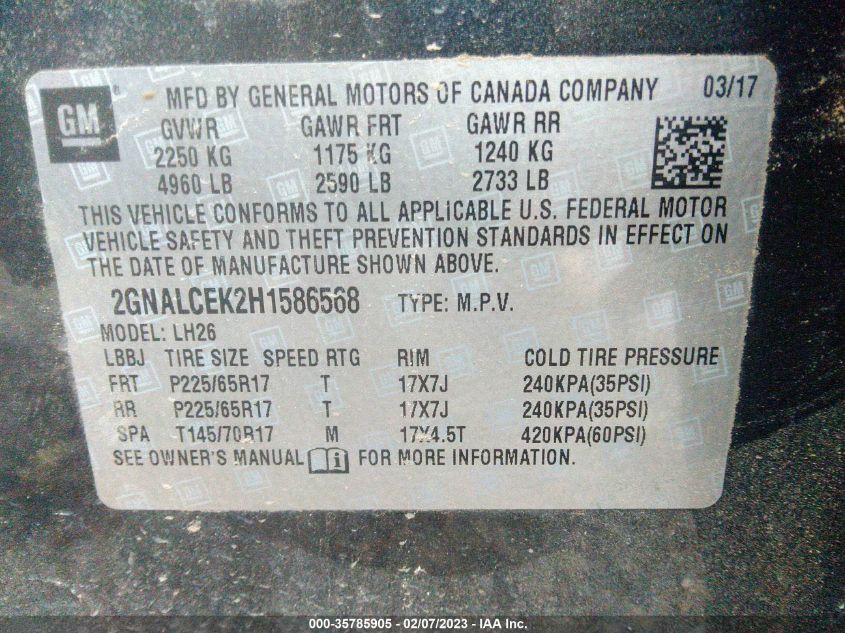 GM ® MFD BY GENERAL MOTORS OF CANADA COMPANY 03/17
GVWR GAWR FRT GAWR RR
2250 KG 1175 KG 1240 KG
4960 LB 2590 LB 2733 LB
THIS VEHICLE CONFORMS TO ALL APPLICABLE U.S. FEDERAL MOTOR
VEHICLE SAFETY AND THEFT PREVENTION STANDARDS IN EFFECT ON
THE DATE OF MANUFACTURE SHOWN ABOVE.
2GNALCEK2H1586568 TYPE: M.P.V.
MODEL: LH26
LBBJ TIRE SIZE SPEED RTG RIM COLD TIRE PRESSURE
FRT P225/65R17 T 17X7J 240KPA(35PSI)
RR P225/65R17 T 17X7J 240KPA(35PSI)
SPA T145/70R17 M 17X4.5T 420KPA(60PSI)
SEE OWNER'S MANUAL i FOR MORE INFORMATION.
000-35785905 - 02/07/2023 - IAA Inc.